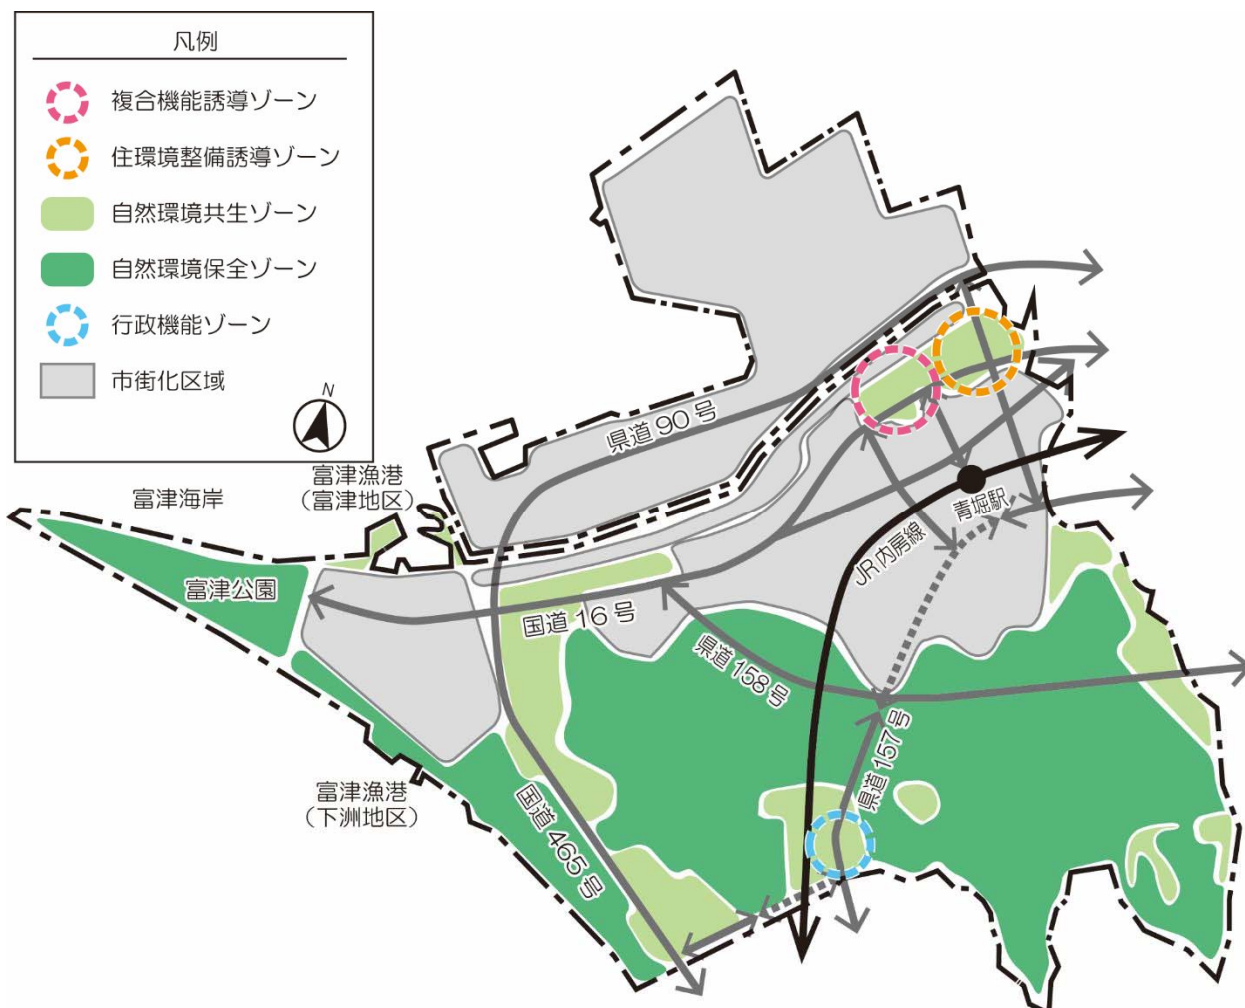 凡例
複合機能誘導ゾーン
住環境整備誘導ゾーン
自然環境共生ゾーン
自然環境保全ゾーン
行政機能ゾーン
市街化区域
N
県道90号
富津漁港
（富津地区）
富津海岸
青堀駅
JR内房線
富津公園
国道16号
県道158号
県道157号
富津漁港
（下洲地区）
国道465号